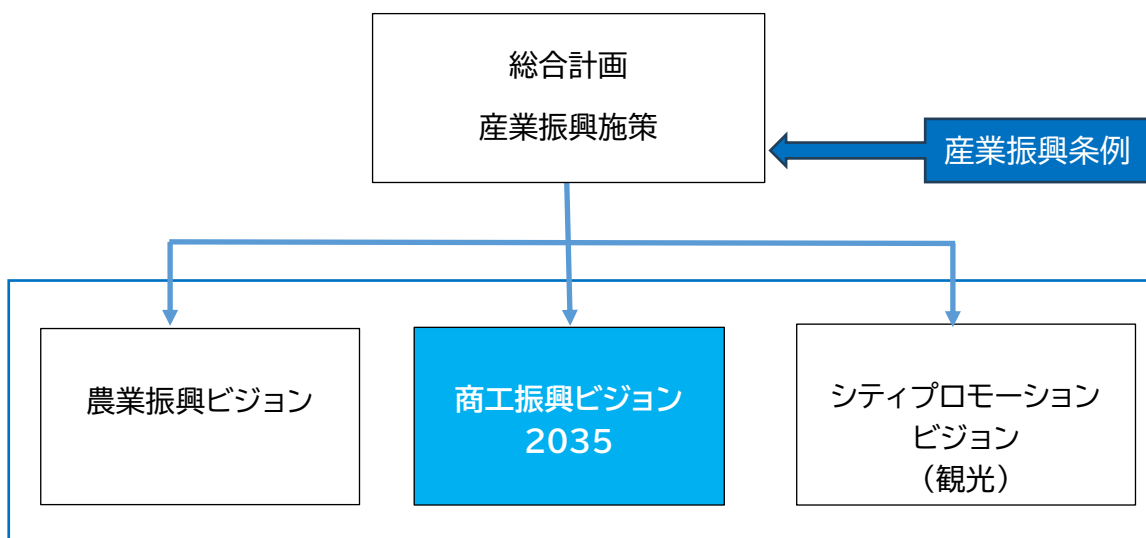 総合計画
産業振興施策
産業振興条例
農業振興ビジョン
商工振興ビジョン
2035
シティプロモーション
ビジョン
（観光）